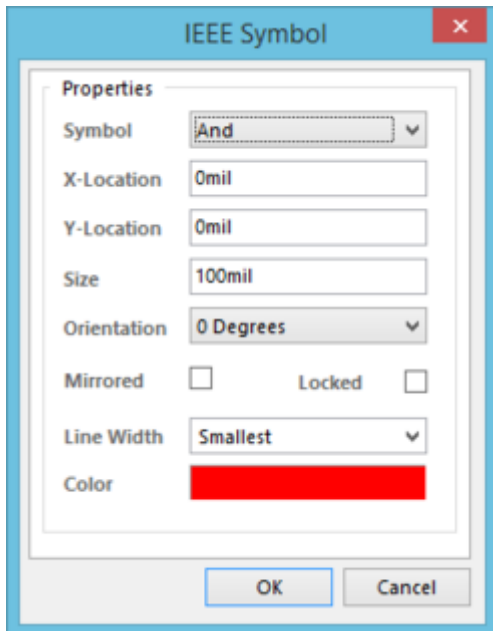 IEEE Symbol
Properties
Symbol And
X-Location 0mil
Y-Location 0mil
Size 100mil
Orientation 0 Degrees
Mirrored Locked
Line Width Smallest
Color
OK Cancel